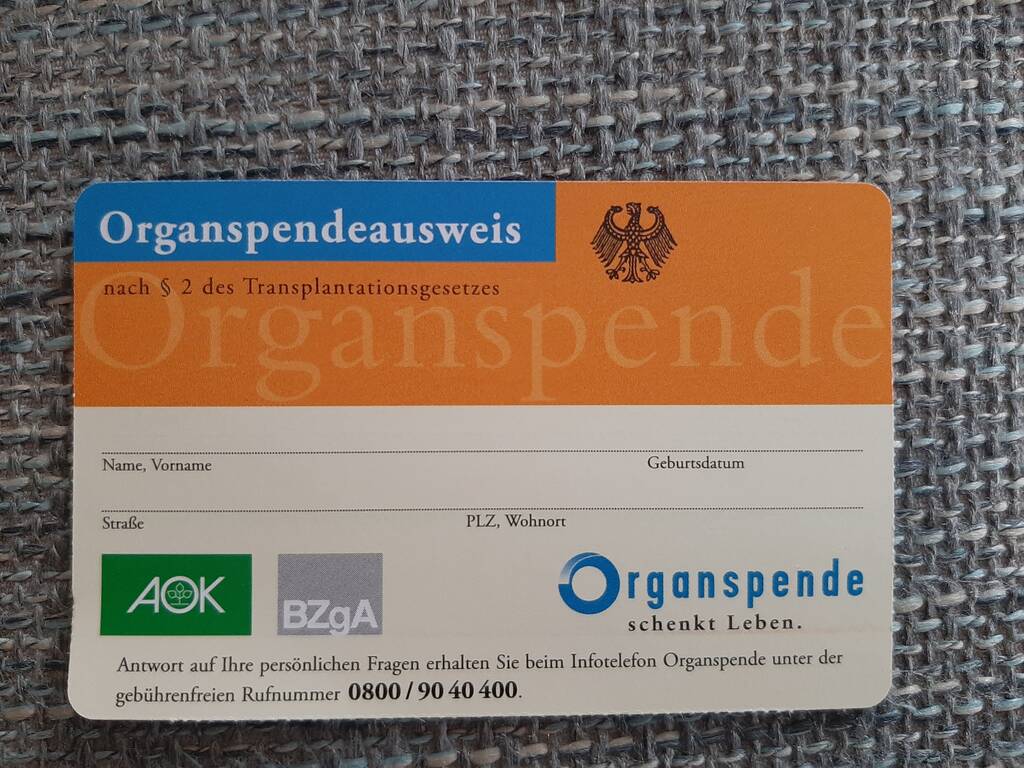 Organspendeausweis
nach § 2 des Transplantationsgesetzes
Organspende
Name, Vorname Geburtsdatum
Straße PLZ, Wohnort
AOK BZgA Organspende
schenkt Leben.
Antwort auf Ihre persönlichen Fragen erhalten Sie beim Infotelefon Organspende unter der
gebührenfreien Rufnummer 0800 / 90 40 400.